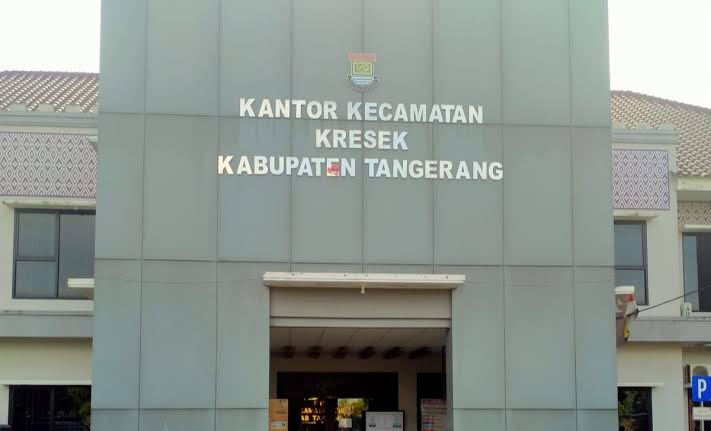 KANTOR KECAMATAN
KRESEK
KABUPATEN TANGERANG
P